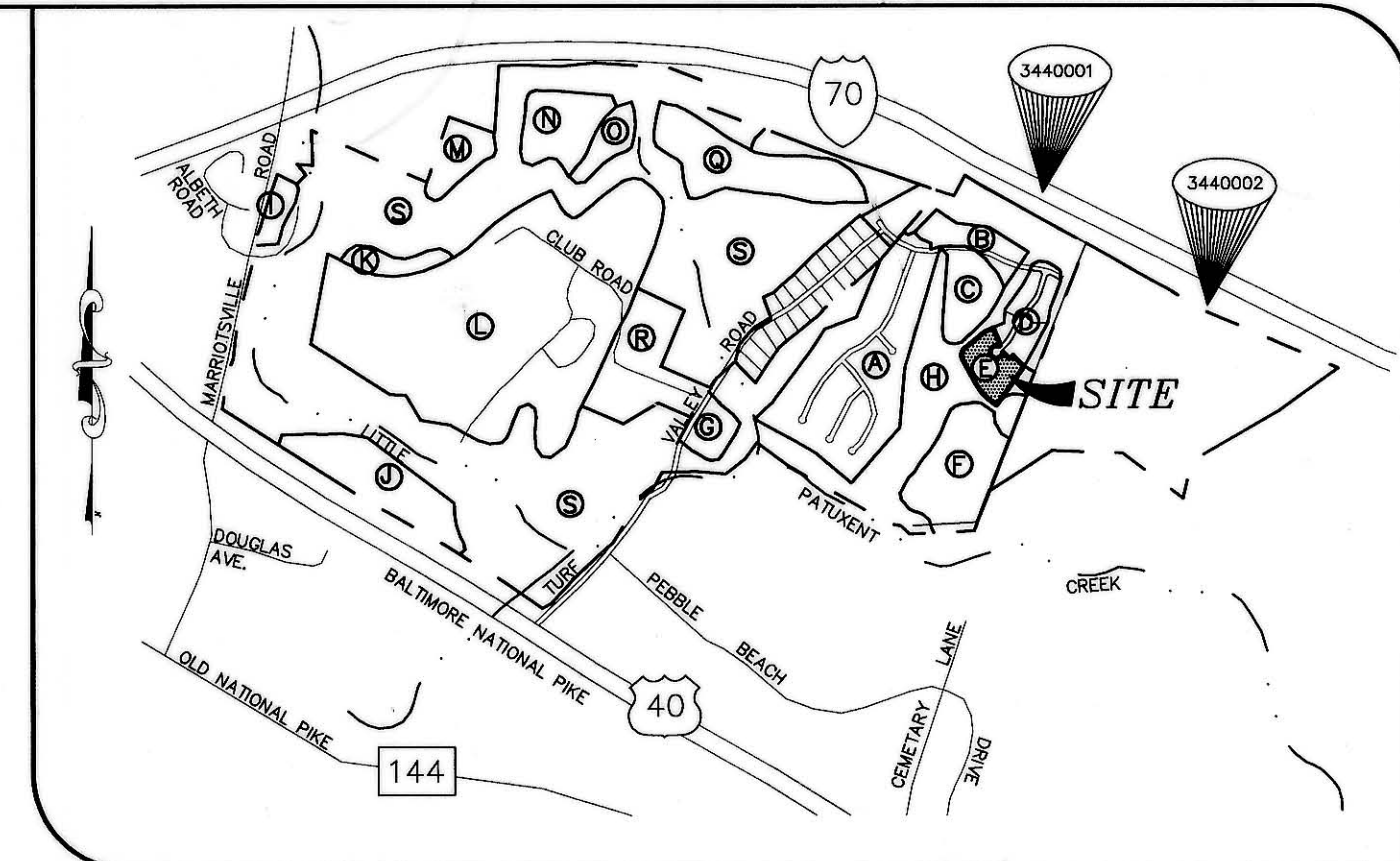 3440001
70
3440002
N
O
M
Q
ROAD
ALBETH
ROAD
I
S
B
CLUB ROAD
S
K
C
D
L
ROAD
R
A
H
E
SITE
MARRIOTSVILLE
VALLEY
G
LITTLE
F
J
S
PATUXENT
DOUGLAS
AVE.
TURF
CREEK
BALTIMORE NATIONAL PIKE
PEBBLE
BEACH
LANE
CEMETARY
DRIVE
OLD NATIONAL PIKE
40
144
N